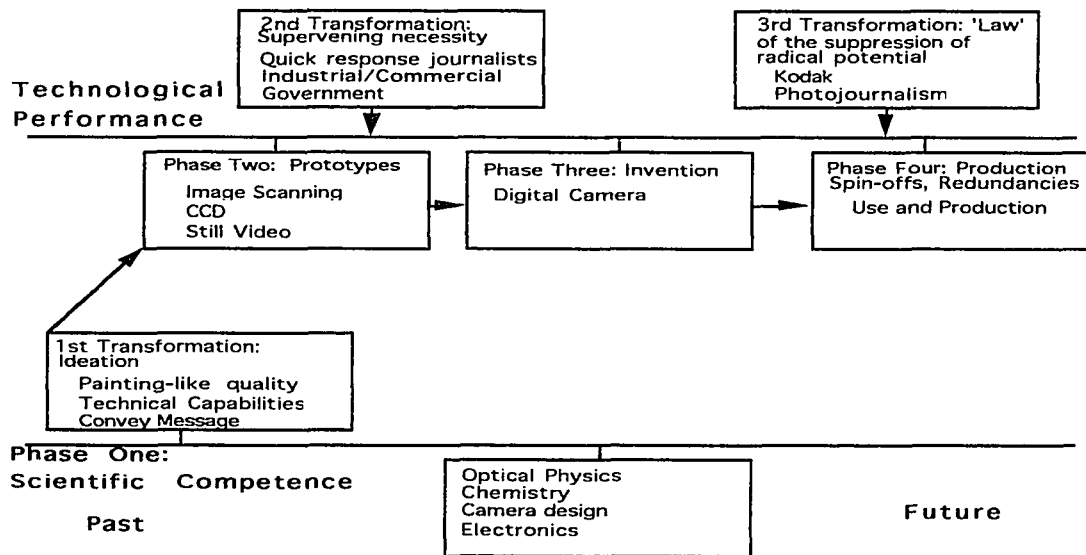 2nd Transformation:
Supervening necessity
Quick response journalists
Industrial/Commercial
Government
3rd Transformation: 'Law'
of the suppression of
radical potential
Kodak
Photojournalism
Technological
Performance
Phase Two: Prototypes
Image Scanning
CCD
Still Video
Phase Three: Invention
Digital Camera
Phase Four: Production
Spin-offs, Redundancies
Use and Production
1st Transformation:
Ideation
Painting-like quality
Technical Capabilities
Convey Message
Phase One:
Scientific Competence
Past
Optical Physics
Chemistry
Camera design
Electronics
Future